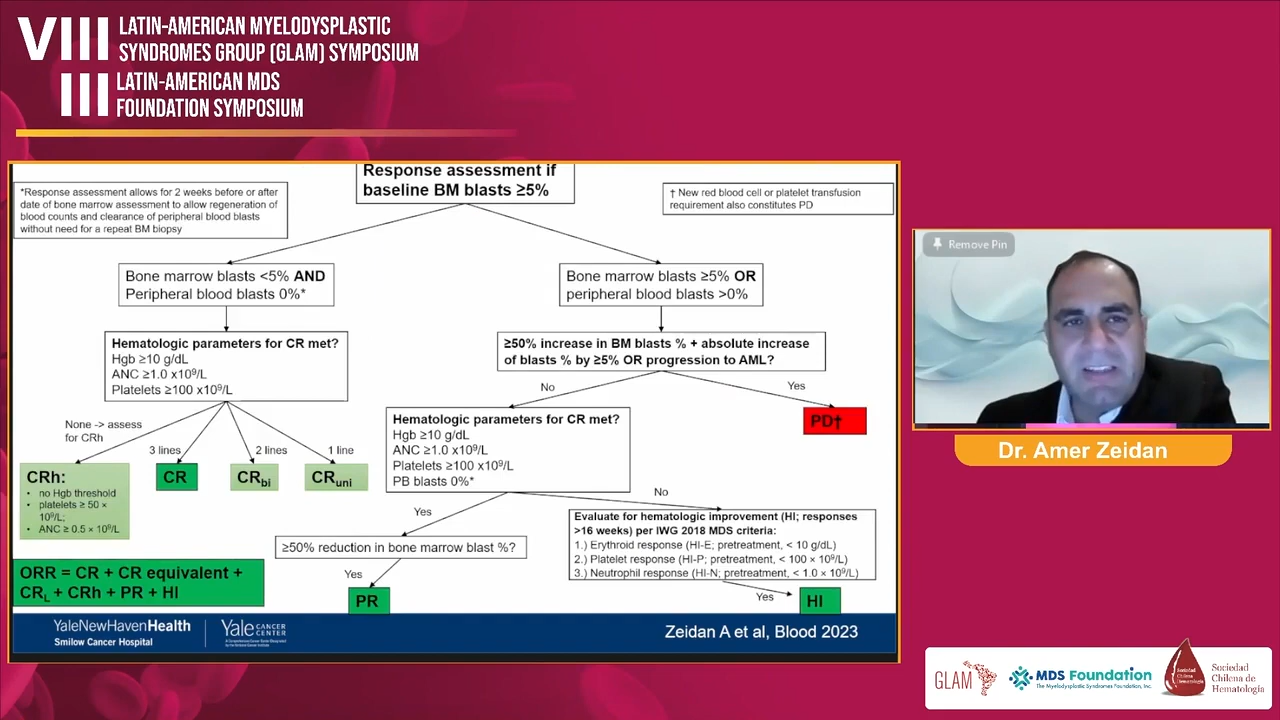 VIII
LATIN-AMERICAN MYELODYSPLASTIC
SYNDROMES GROUP (GLAM) SYMPOSIUM
III
LATIN-AMERICAN MDS
FOUNDATION SYMPOSIUM
Response assessment if
baseline BM blasts ≥5%
*Response assessment allows for 2 weeks before or after
date of bone marrow assessment to allow regeneration of
blood counts and clearance of peripheral blood blasts
without need for a repeat BM biopsy
† New red blood cell or platelet transfusion
requirement also constitutes PD
Bone marrow blasts <5% AND
Peripheral blood blasts 0%*
Bone marrow blasts ≥5% OR
peripheral blood blasts >0%
Hematologic parameters for CR met?
Hgb ≥10 g/dL
ANC ≥1.0 x10⁹/L
Platelets ≥100 x10⁹/L
≥50% increase in BM blasts % + absolute increase
of blasts % by ≥5% OR progression to AML?
No
Yes
PD†
Hematologic parameters for CR met?
Hgb ≥10 g/dL
ANC ≥1.0 x10⁹/L
Platelets ≥100 x10⁹/L
PB blasts 0%*
None -> assess
for CRh
3 lines
2 lines
1 line
CRh:
• no Hgb threshold
• platelets ≥ 50 ×
10⁹/L;
• ANC ≥ 0.5 × 10⁹/L
CR
CRbi
CRuni
Yes
No
≥50% reduction in bone marrow blast %?
Yes
PR
Evaluate for hematologic improvement (HI; responses
>16 weeks) per IWG 2018 MDS criteria:
1.) Erythroid response (HI-E; pretreatment, < 10 g/dL)
2.) Platelet response (HI-P; pretreatment, < 100 × 10⁹/L)
3.) Neutrophil response (HI-N; pretreatment, < 1.0 × 10⁹/L)
Yes
HI
ORR = CR + CR equivalent +
CRL + CRh + PR + HI
YaleNewHavenHealth
Smilow Cancer Hospital
Yale CANCER
CENTER
Zeidan A et al, Blood 2023
Remove Pin
Dr. Amer Zeidan
GLAM
MDS Foundation
The Myelodysplastic Syndromes Foundation, Inc.
Sociedad
Chilena de
Hematología